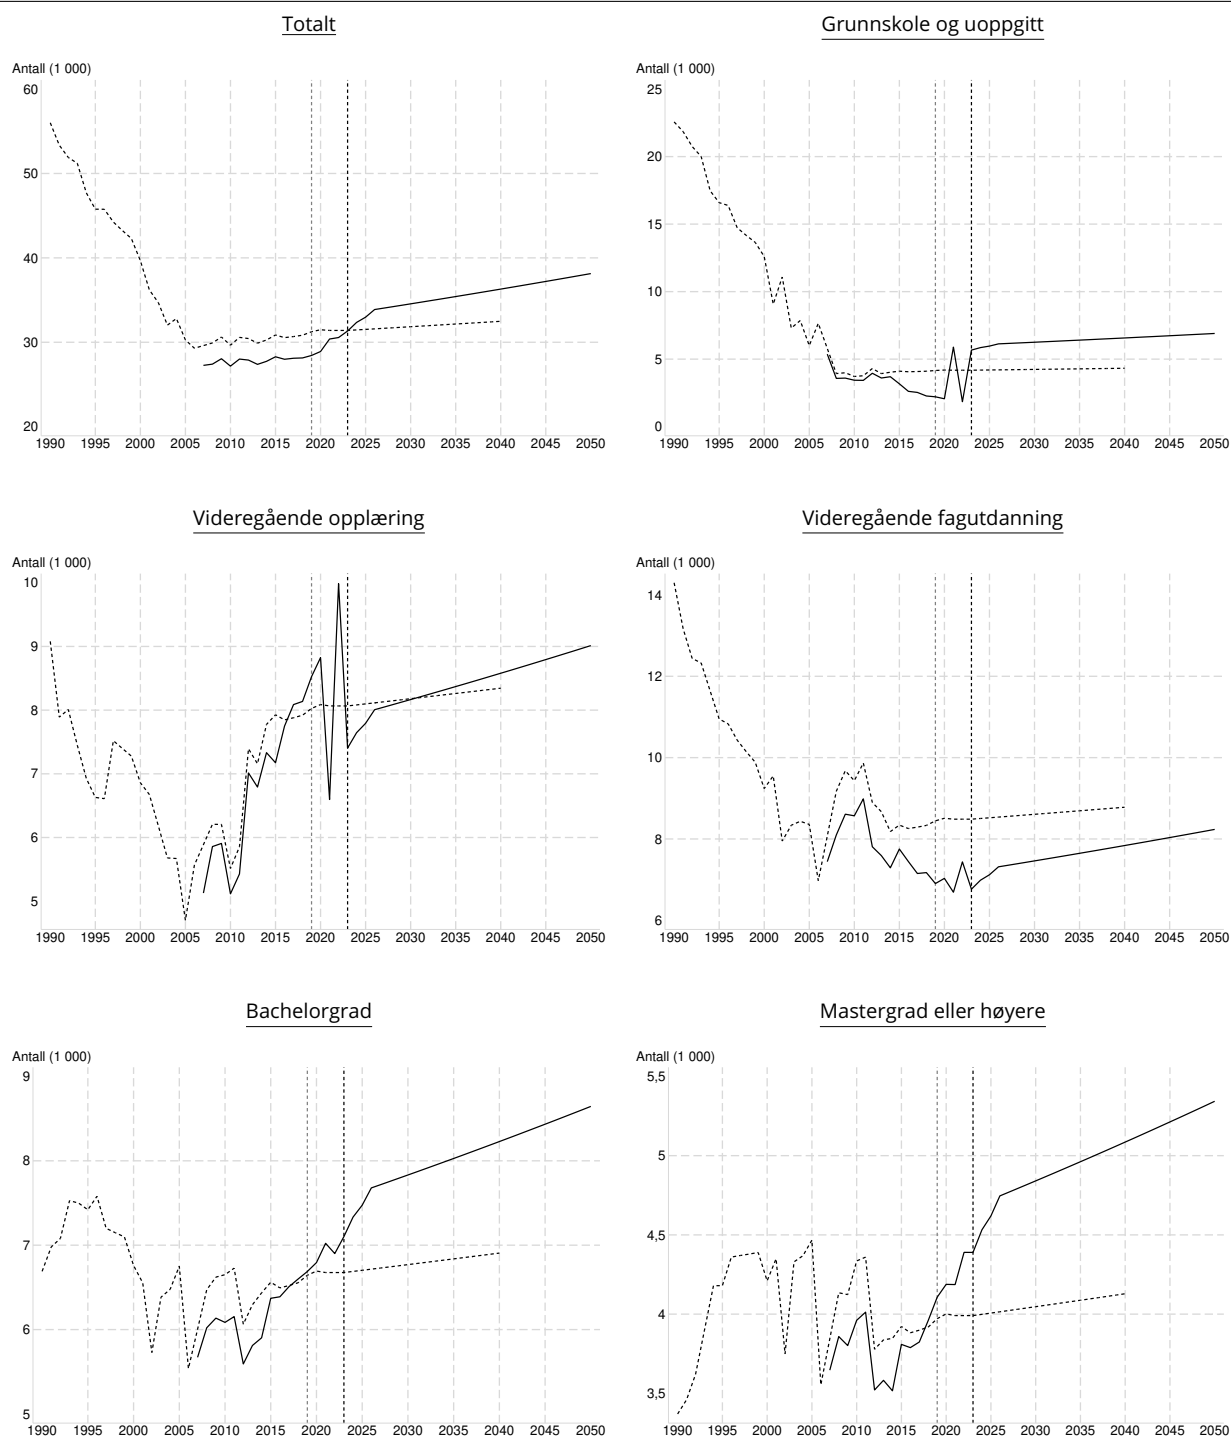 Totalt
Antall (1 000)
60
50
40
30
20
1990 1995 2000 2005 2010 2015 2020 2025 2030 2035 2040 2045 2050
Grunnskole og uoppgitt
Antall (1 000)
25
20
15
10
5
0
1990 1995 2000 2005 2010 2015 2020 2025 2030 2035 2040 2045 2050
Videregående opplæring
Antall (1 000)
10
9
8
7
6
5
1990 1995 2000 2005 2010 2015 2020 2025 2030 2035 2040 2045 2050
Videregående fagutdanning
Antall (1 000)
14
12
10
8
6
1990 1995 2000 2005 2010 2015 2020 2025 2030 2035 2040 2045 2050
Bachelorgrad
Antall (1 000)
9
8
7
6
5
1990 1995 2000 2005 2010 2015 2020 2025 2030 2035 2040 2045 2050
Mastergrad eller høyere
Antall (1 000)
5,5
5
4,5
4
3,5
1990 1995 2000 2005 2010 2015 2020 2025 2030 2035 2040 2045 2050